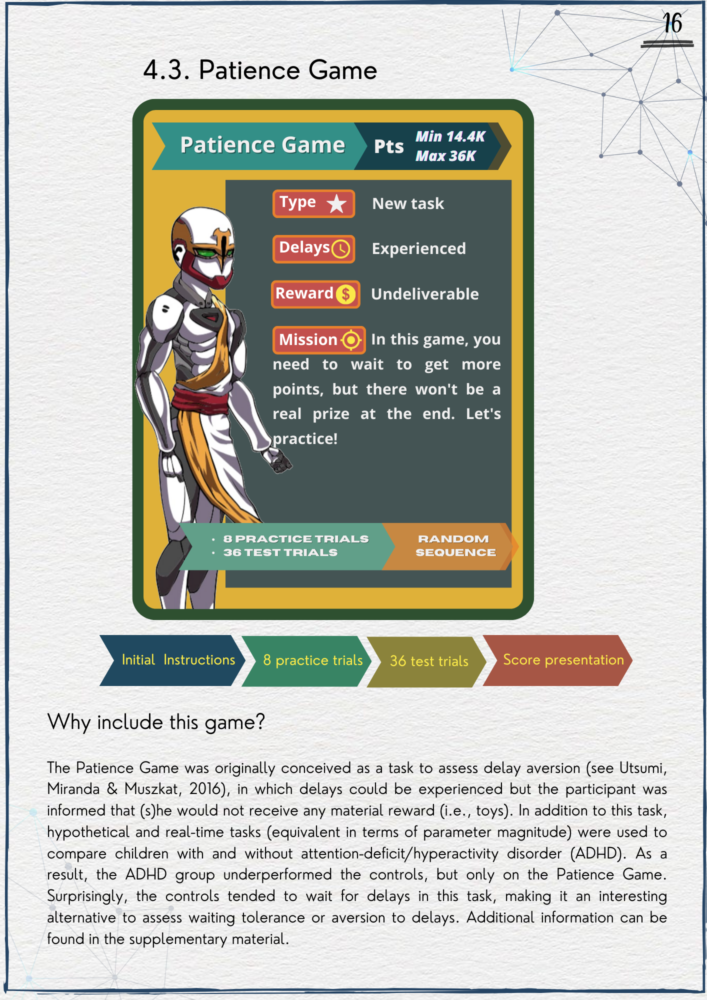 16
4.3. Patience Game
Patience Game
Pts
Min 14.4K
Max 36K
Type
New task
Delays
Experienced
Reward
$
Undeliverable
Mission
In this game, you
need to wait to get more
points, but there won't be a
real prize at the end. Let's
practice!
• 8 PRACTICE TRIALS
• 36 TEST TRIALS
RANDOM
SEQUENCE
Initial Instructions
8 practice trials
36 test trials
Score presentation
Why include this game?
The Patience Game was originally conceived as a task to assess delay aversion (see Utsumi,
Miranda & Muszkat, 2016), in which delays could be experienced but the participant was
informed that (s)he would not receive any material reward (i.e., toys). In addition to this task,
hypothetical and real-time tasks (equivalent in terms of parameter magnitude) were used to
compare children with and without attention-deficit/hyperactivity disorder (ADHD). As a
result, the ADHD group underperformed the controls, but only on the Patience Game.
Surprisingly, the controls tended to wait for delays in this task, making it an interesting
alternative to assess waiting tolerance or aversion to delays. Additional information can be
found in the supplementary material.